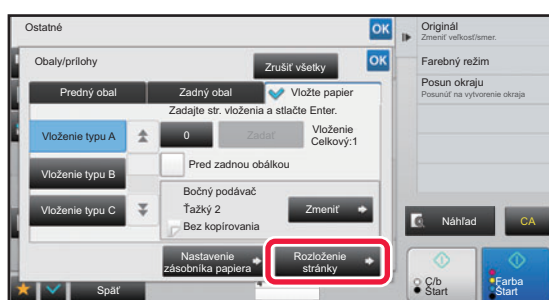 Ostatné
OK
Obaly/prílohy
Zrušiť všetky
OK
Predný obal
Zadný obal
Vložte papier
Zadajte str. vloženia a stlačte Enter.
Vloženie typu A
0
Zadať
Vloženie
Celkový:1
Pred zadnou obálkou
Vloženie typu B
Vloženie typu C
Bočný podávač
Ťažký 2
Bez kopírovania
Zmeniť
Nastavenie
zásobníka papiera
Rozloženie
stránky
Späť
Originál
Zmeniť veľkosť/smer.
Farebný režim
Posun okraju
Posunúť na vytvorenie okraja
Náhľad
CA
Č/b
Štart
Farba
Štart